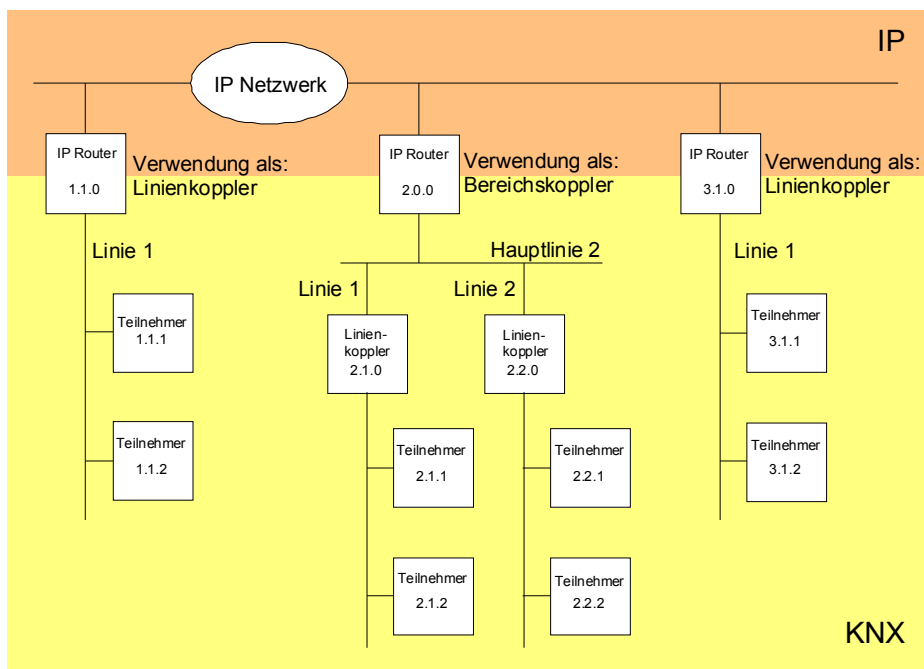 IP
IP Netzwerk
IP Router
1.1.0
Verwendung als:
Linienkoppler
IP Router
2.0.0
Verwendung als:
Bereichskoppler
IP Router
3.1.0
Verwendung als:
Linienkoppler
Linie 1
Teilnehmer
1.1.1
Teilnehmer
1.1.2
Hauptlinie 2
Linie 1
Linien-
koppler
2.1.0
Teilnehmer
2.1.1
Teilnehmer
2.1.2
Linie 2
Linien-
koppler
2.2.0
Teilnehmer
2.2.1
Teilnehmer
2.2.2
Linie 1
Teilnehmer
3.1.1
Teilnehmer
3.1.2
KNX